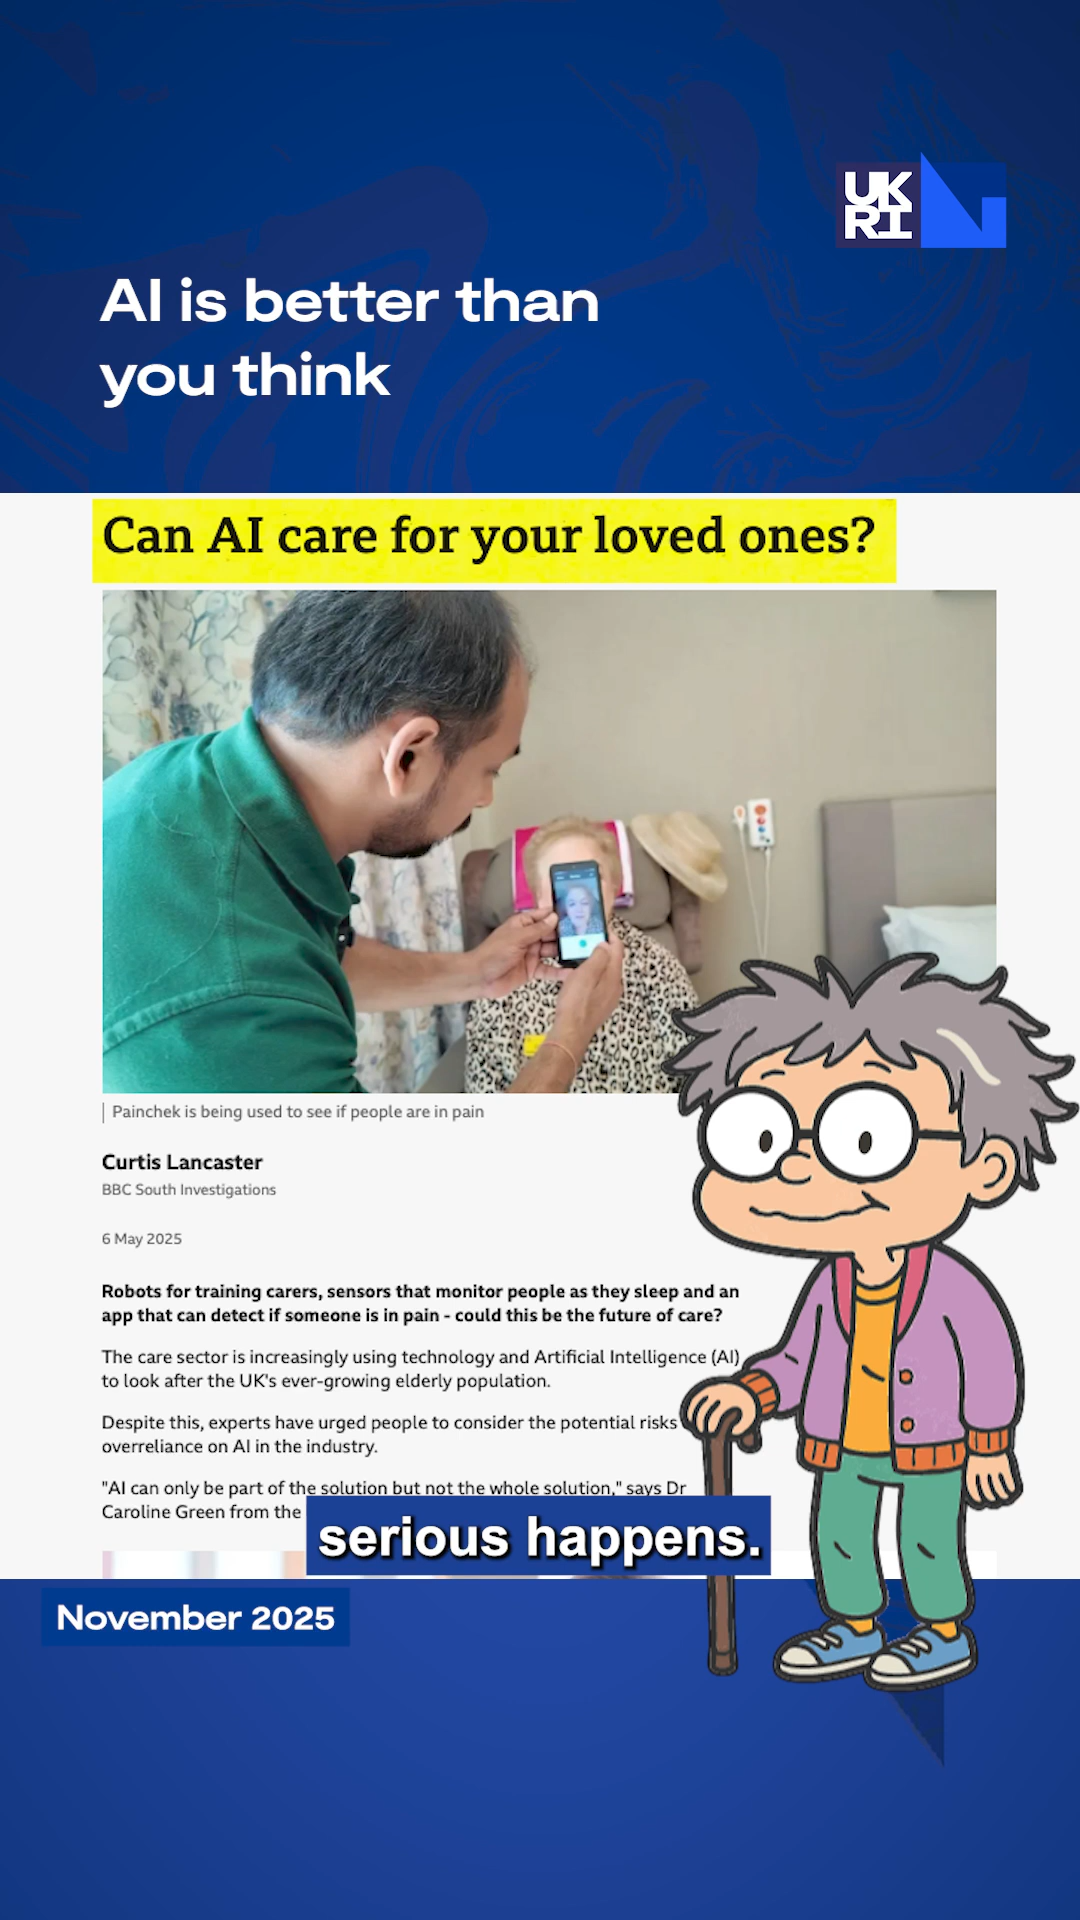 UK
RI
AI is better than
you think
Can AI care for your loved ones?
Painchek is being used to see if people are in pain
Curtis Lancaster
BBC South Investigations
6 May 2025
Robots for training carers, sensors that monitor people as they sleep and an
app that can detect if someone is in pain - could this be the future of care?
The care sector is increasingly using technology and Artificial Intelligence (AI)
to look after the UK's ever-growing elderly population.
Despite this, experts have urged people to consider the potential risks
overreliance on AI in the industry.
"AI can only be part of the solution but not the whole solution," says Dr
Caroline Green from the
serious happens.
November 2025